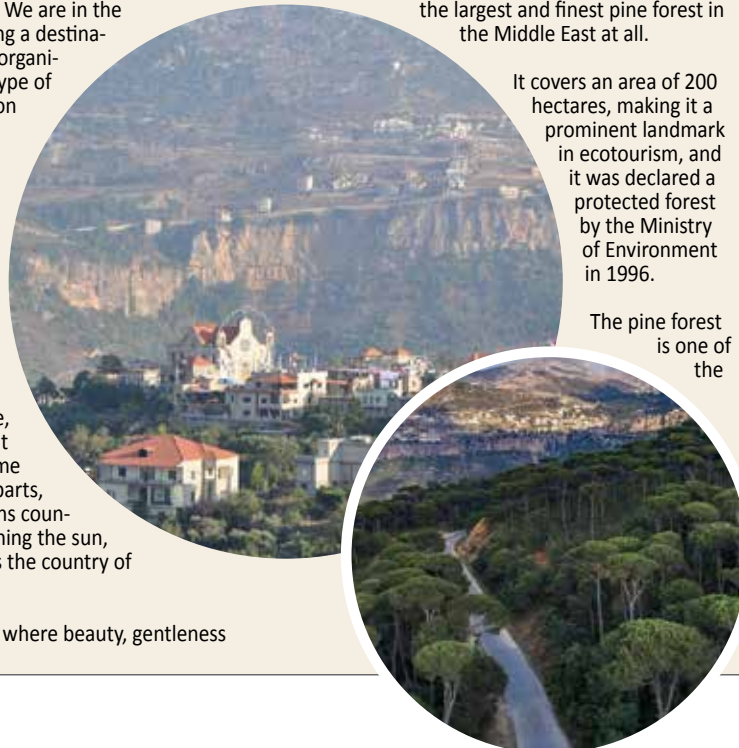 We are in the
ng a destina-
organi-
ype of
on
e,
t
me
parts,
ns coun-
ning the sun,
s the country of
where beauty, gentleness
the largest and finest pine forest in
the Middle East at all.
It covers an area of 200
hectares, making it a
prominent landmark
in ecotourism, and
it was declared a
protected forest
by the Ministry
of Environment
in 1996.
The pine forest
is one of
the